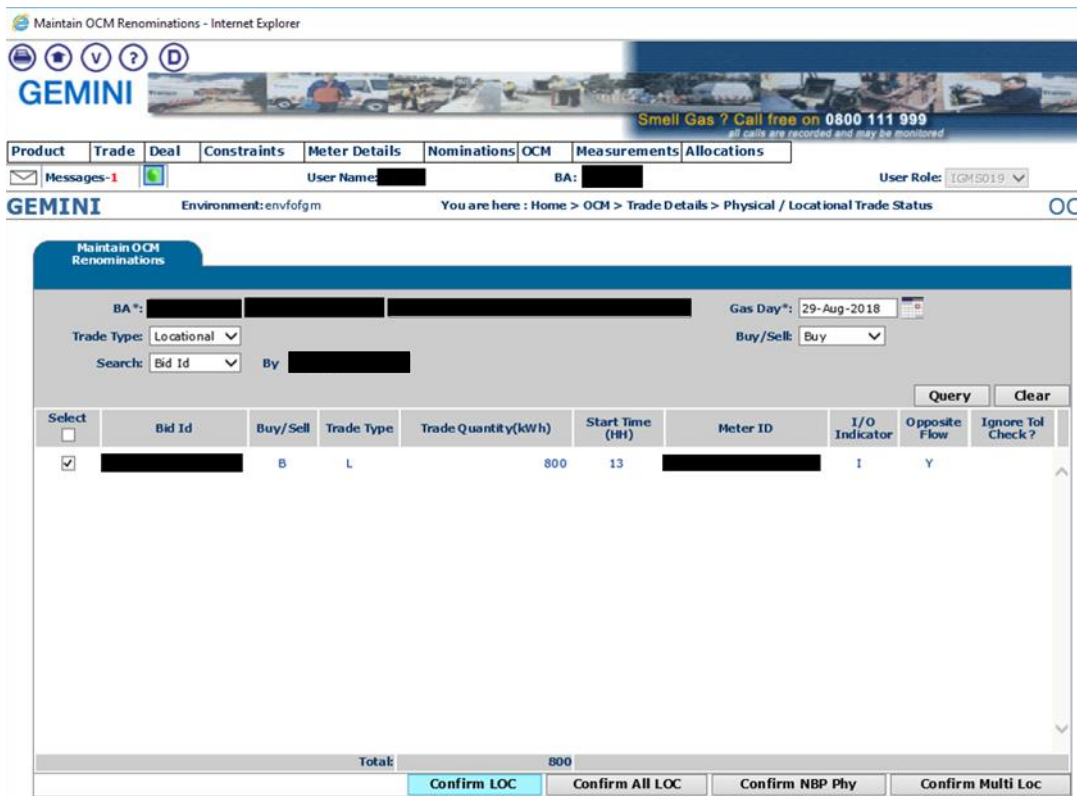 Maintain OCM Renominations - Internet Explorer
V ? D
GEMINI
Smell Gas ? Call free on 0800 111 999
all calls are recorded and may be monitored
Product Trade Deal Constraints Meter Details Nominations OCM Measurements Allocations
Messages-1 User Name: BA: User Role: IGMS019
GEMINI Environment: envfofgm You are here : Home > OCM > Trade Details > Physical / Locational Trade Status OC
Maintain OCM
Renominations
BA*: Gas Day*: 29-Aug-2018
Trade Type: Locational Buy/Sell: Buy
Search: Bid Id By
Query Clear
Select Bid Id Buy/Sell Trade Type Trade Quantity(kWh) Start Time (HH) Meter ID I/O Indicator Opposite Flow Ignore Tol Check?
B L 800 13 I Y
Total: 800
Confirm LOC Confirm All LOC Confirm NBP Phy Confirm Multi Loc